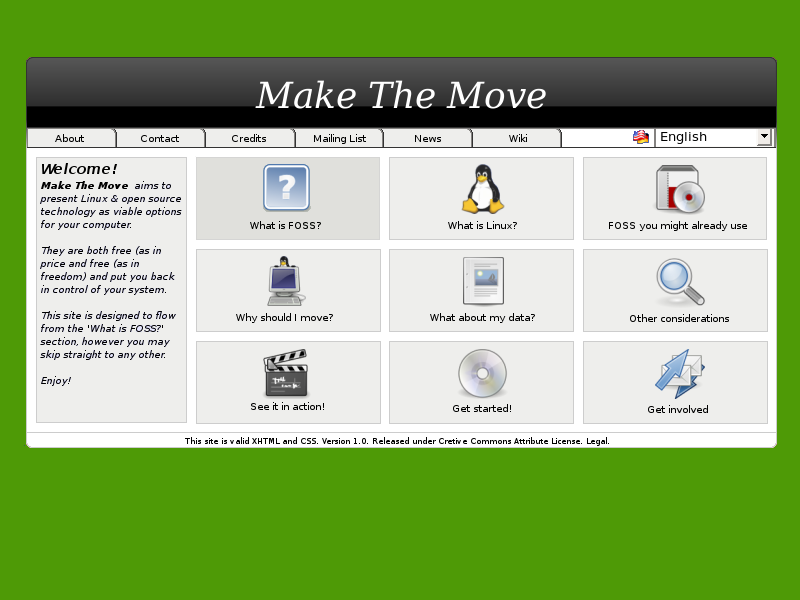 Make The Move
About
Contact
Credits
Mailing List
News
Wiki
English
Welcome!
Make The Move aims to
present Linux & open source
technology as viable options
for your computer.
They are both free (as in
price and free (as in
freedom) and put you back
in control of your system.
This site is designed to flow
from the 'What is FOSS?'
section, however you may
skip straight to any other.
Enjoy!
?
What is FOSS?
What is Linux?
FOSS you might already use
Why should I move?
What about my data?
Other considerations
See it in action!
Get started!
Get involved
This site is valid XHTML and CSS. Version 1.0. Released under Cretive Commons Attribute License. Legal.